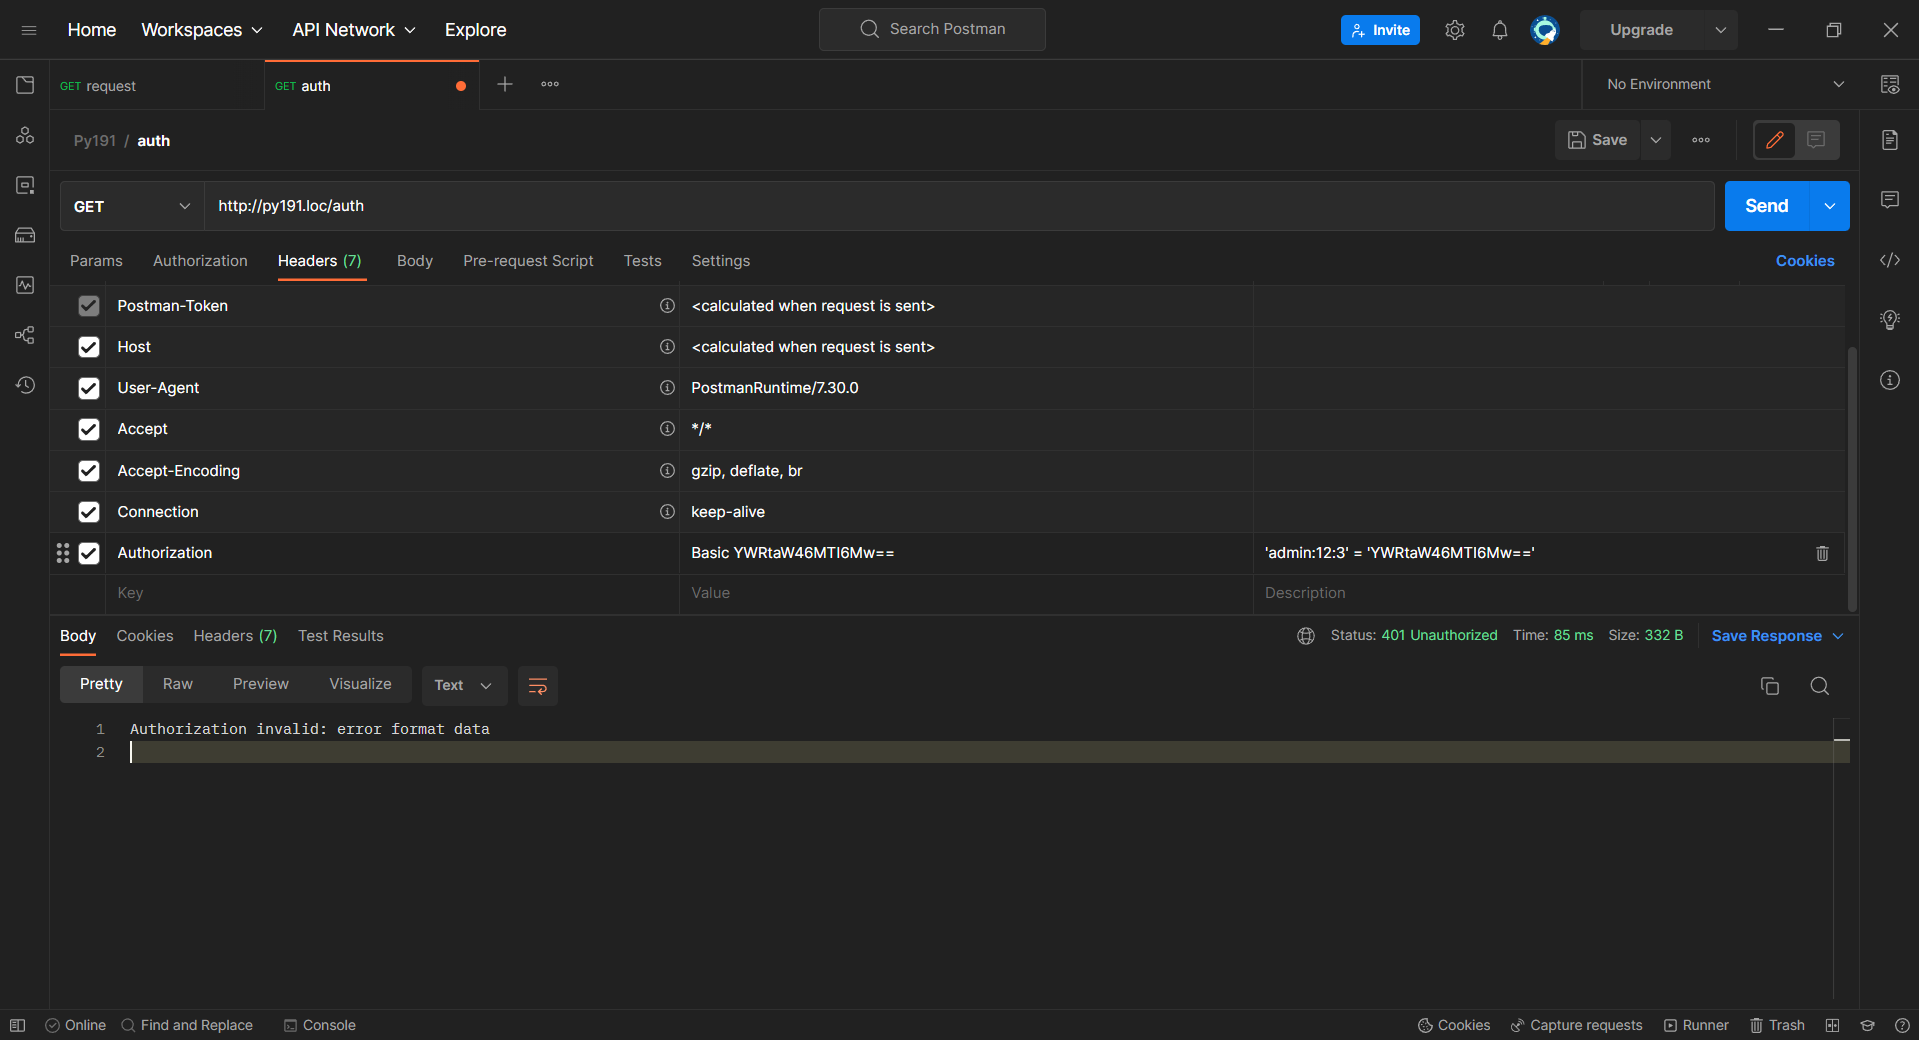 Home Workspaces API Network Explore Search Postman Invite Upgrade
GET request GET auth No Environment
Py191 / auth Save
GET http://py191.loc/auth Send
Params Authorization Headers (7) Body Pre-request Script Tests Settings Cookies
Postman-Token <calculated when request is sent>
Host <calculated when request is sent>
User-Agent PostmanRuntime/7.30.0
Accept */*
Accept-Encoding gzip, deflate, br
Connection keep-alive
Authorization Basic YWRtaW46MTI6Mw== 'admin:12:3' = 'YWRtaW46MTI6Mw=='
Key Value Description
Body Cookies Headers (7) Test Results Status: 401 Unauthorized Time: 85 ms Size: 332 B Save Response
Pretty Raw Preview Visualize Text
1 Authorization invalid: error format data
2
Online Find and Replace Console Cookies Capture requests Runner Trash